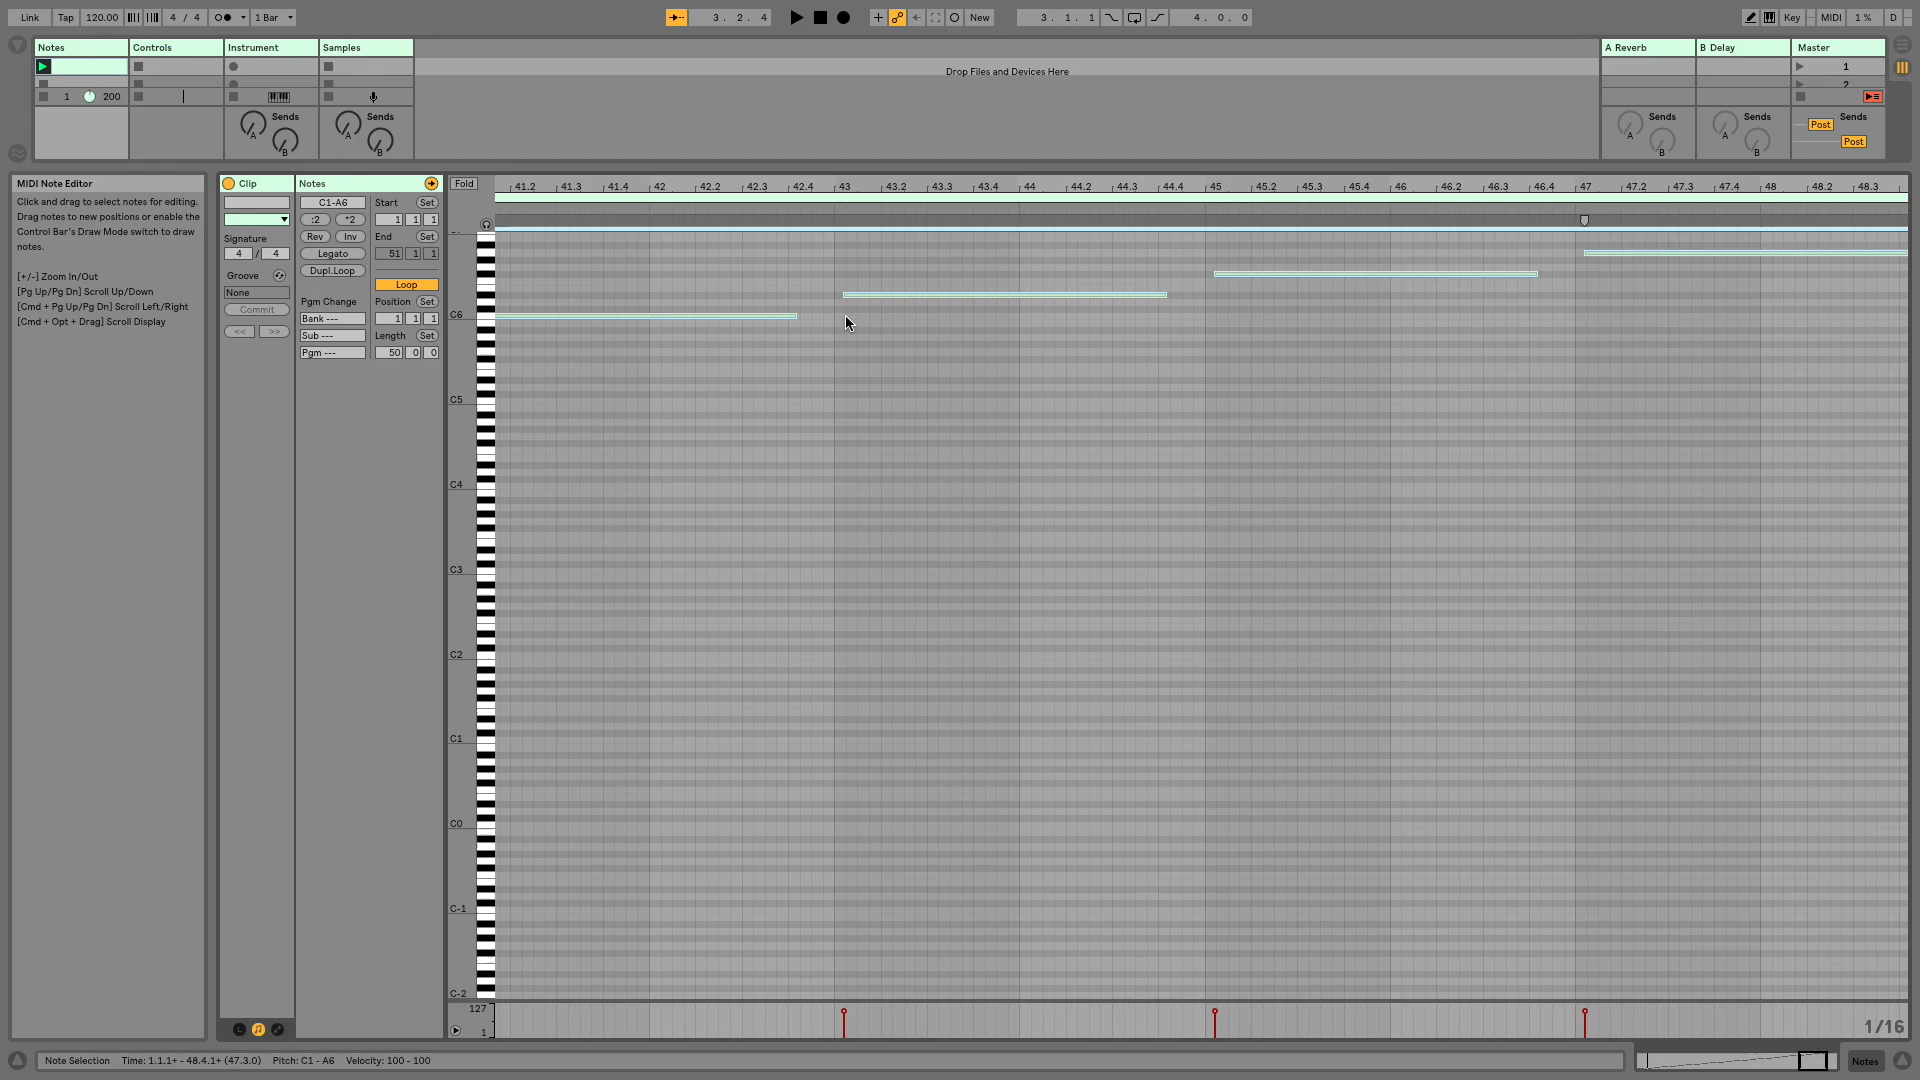 Link Tap 120.00 4 / 4 1 Bar 3. 2. 4 New 3. 1. 1 4. 0. 0 Key MIDI 1 % D
Notes Controls Instrument Samples A Reverb B Delay Master
Drop Files and Devices Here
1
2
1 200
Sends Sends Sends Sends Sends
A A A A Post
B B B B Post
MIDI Note Editor
Click and drag to select notes for editing.
Drag notes to new positions or enable the
Control Bar's Draw Mode switch to draw
notes.
[+/-] Zoom In/Out
[Pg Up/Pg Dn] Scroll Up/Down
[Cmd + Pg Up/Pg Dn] Scroll Left/Right
[Cmd + Opt + Drag] Scroll Display
Clip
Signature
4 / 4
Groove
None
Commit
<< >>
Notes
C1-A6 Start Set
:2 *2 1 1 1
Rev Inv End Set
Legato 51 1 1
Dupl.Loop
Loop
Pgm Change Position Set
Bank --- 1 1 1
Sub --- Length Set
Pgm --- 50 0 0
Fold 41.2 41.3 41.4 42 42.2 42.3 42.4 43 43.2 43.3 43.4 44 44.2 44.3 44.4 45 45.2 45.3 45.4 46 46.2 46.3 46.4 47 47.2 47.3 47.4 48 48.2 48.3
C6
C5
C4
C3
C2
C1
C0
C-1
C-2
127
1
1/16
Note Selection Time: 1.1.1+ - 48.4.1+ (47.3.0) Pitch: C1 - A6 Velocity: 100 - 100
Notes